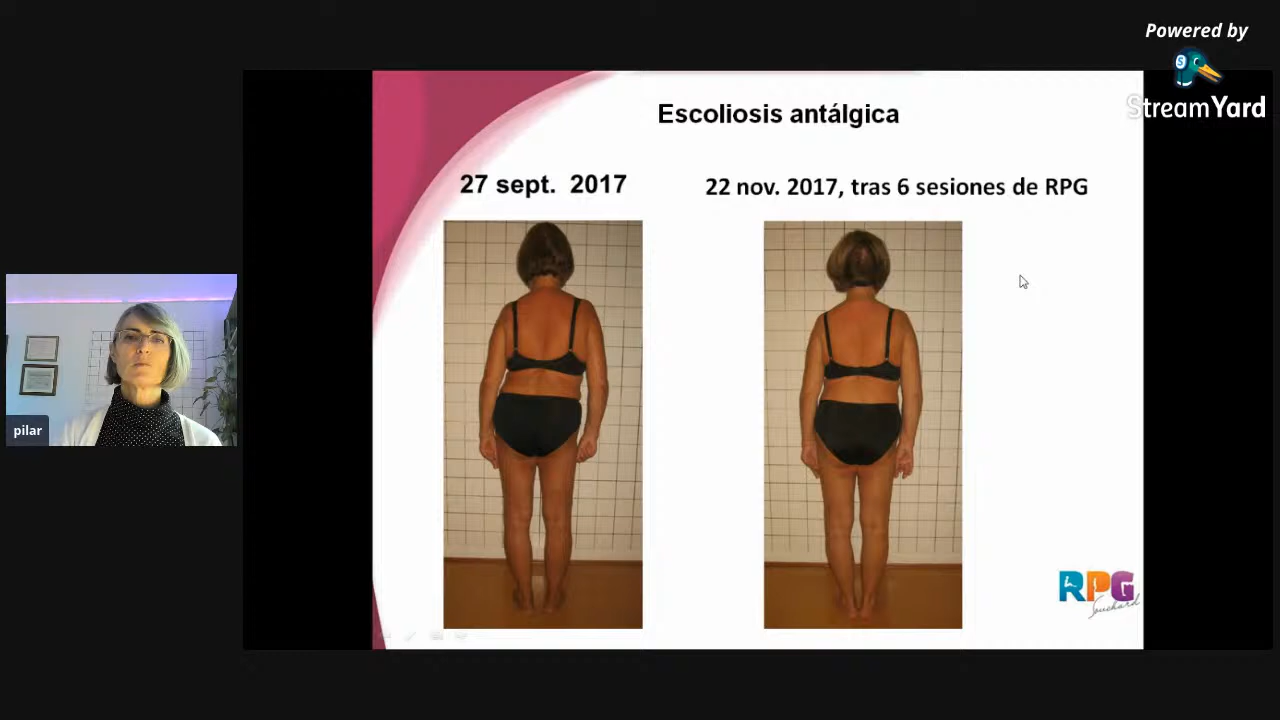 Powered by
StreamYard
Escoliosis antálgica
27 sept. 2017
22 nov. 2017, tras 6 sesiones de RPG
pilar
RPG
Souchard